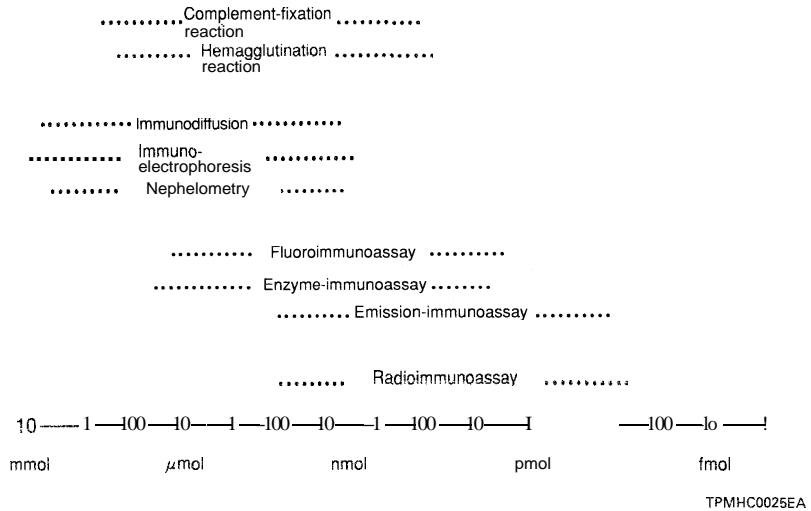 Complement-fixation
reaction
Hemagglutination
reaction
Immunodiffusion
Immuno-
electrophoresis
Nephelometry
Fluoroimmunoassay
Enzyme-immunoassay
Emission-immunoassay
Radioimmunoassay
10 1 100 10 1 100 10 1 100 10 1 100 10 1
mmol μmol nmol pmol fmol
TPMHC0025EA